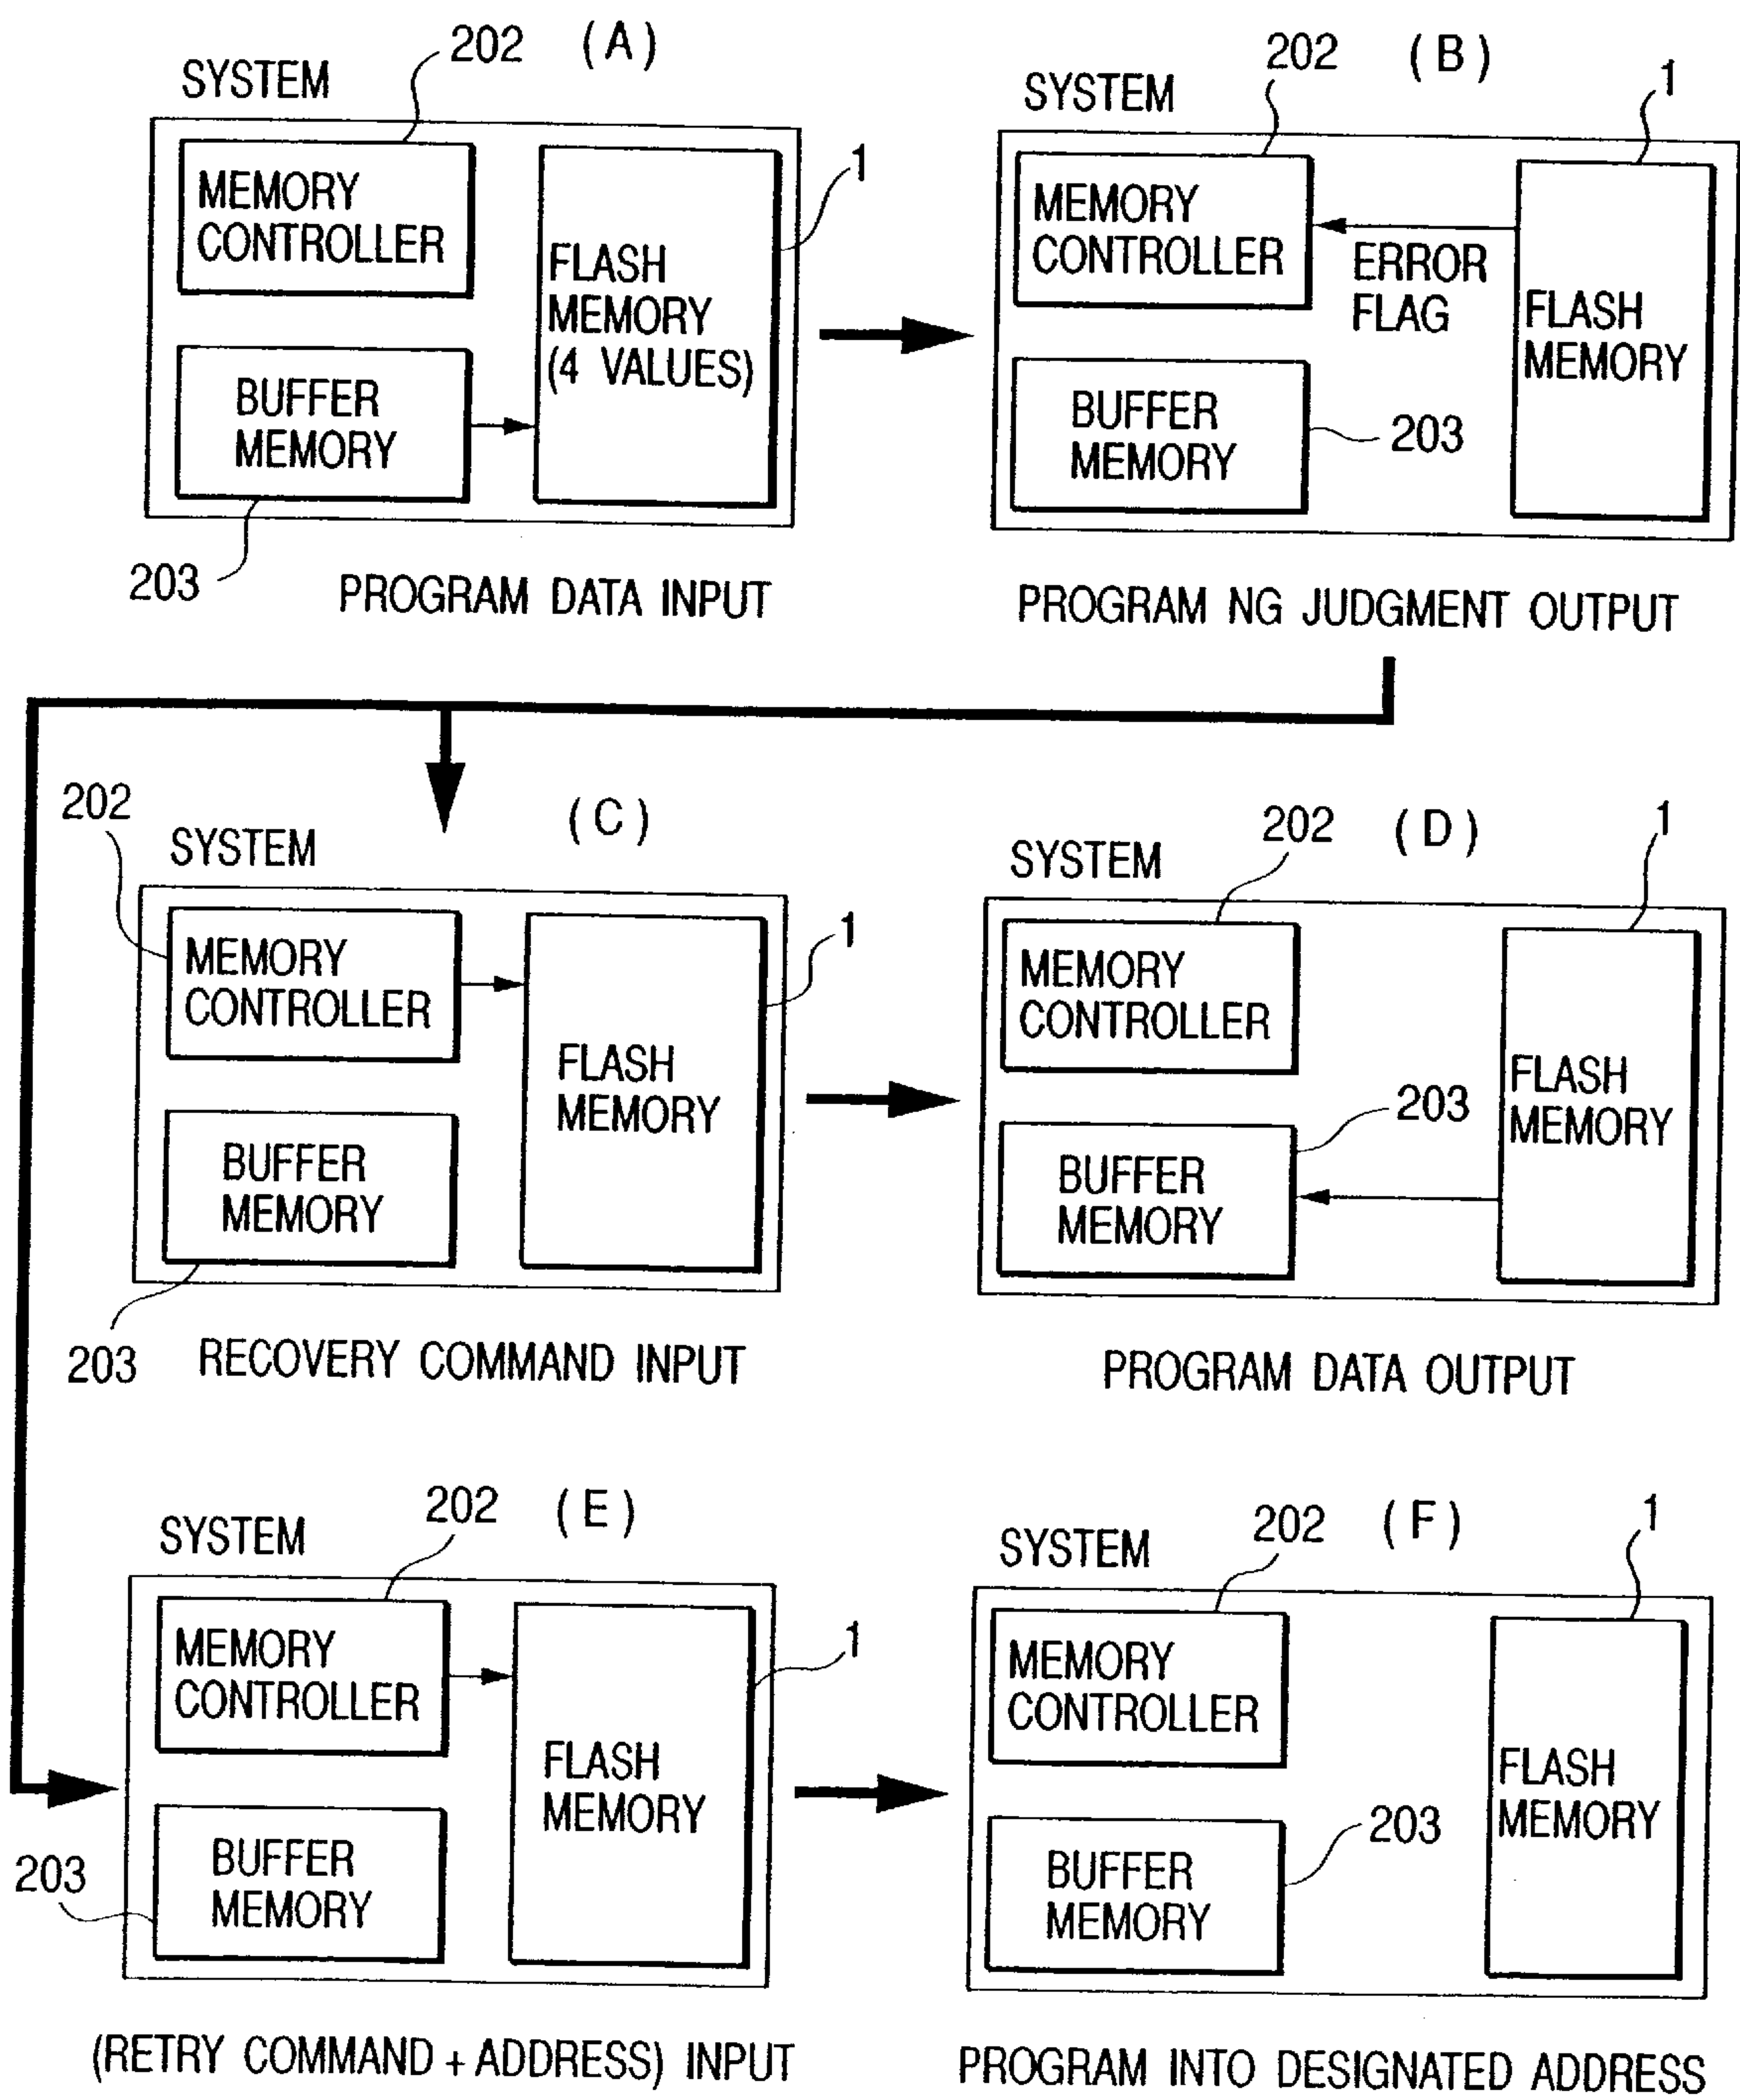 202 (A)
SYSTEM
MEMORY
CONTROLLER
1
FLASH
MEMORY
(4 VALUES)
BUFFER
MEMORY
203
PROGRAM DATA INPUT
202 (B)
SYSTEM
1
MEMORY
CONTROLLER
ERROR
FLAG
FLASH
MEMORY
BUFFER
MEMORY
203
PROGRAM NG JUDGMENT OUTPUT
202
(C)
SYSTEM
MEMORY
CONTROLLER
1
FLASH
MEMORY
BUFFER
MEMORY
203
RECOVERY COMMAND INPUT
202 (D)
SYSTEM
1
MEMORY
CONTROLLER
FLASH
MEMORY
203
BUFFER
MEMORY
PROGRAM DATA OUTPUT
202 (E)
SYSTEM
MEMORY
CONTROLLER
1
FLASH
MEMORY
BUFFER
MEMORY
203
(RETRY COMMAND + ADDRESS) INPUT
202 (F)
SYSTEM
1
MEMORY
CONTROLLER
FLASH
MEMORY
203
BUFFER
MEMORY
PROGRAM INTO DESIGNATED ADDRESS